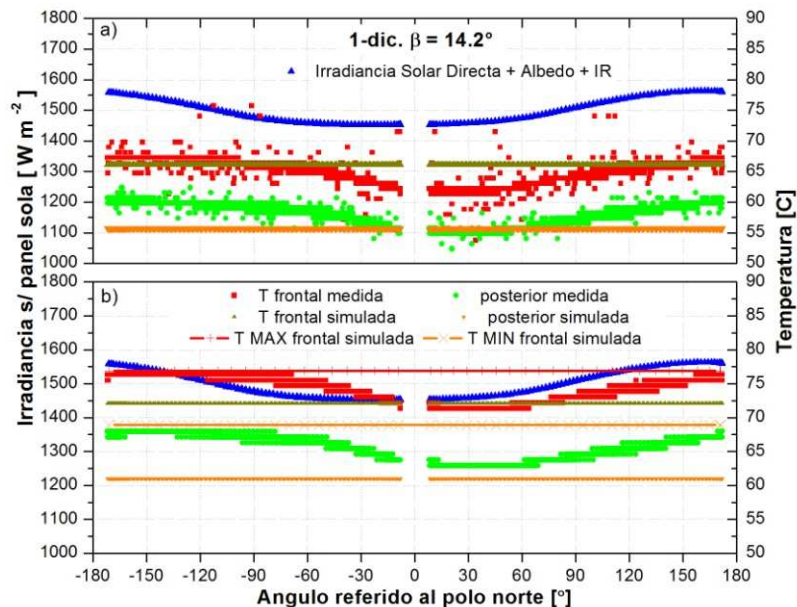 1800
1700
1600
1500
1400
1300
1200
1100
1000
a)
1-dic. β = 14.2°
Irradiancia Solar Directa + Albedo + IR
90
85
80
75
70
65
60
55
50
1800
1700
1600
1500
1400
1300
1200
1100
1000
b)
T frontal medida
posterior medida
T frontal simulada
posterior simulada
T MAX frontal simulada
T MIN frontal simulada
90
85
80
75
70
65
60
55
50
-180 -150 -120 -90 -60 -30 0 30 60 90 120 150 180
Angulo referido al polo norte [°]
Irradiancia s/ panel sola [ W m-2 ]
Temperatura [C]